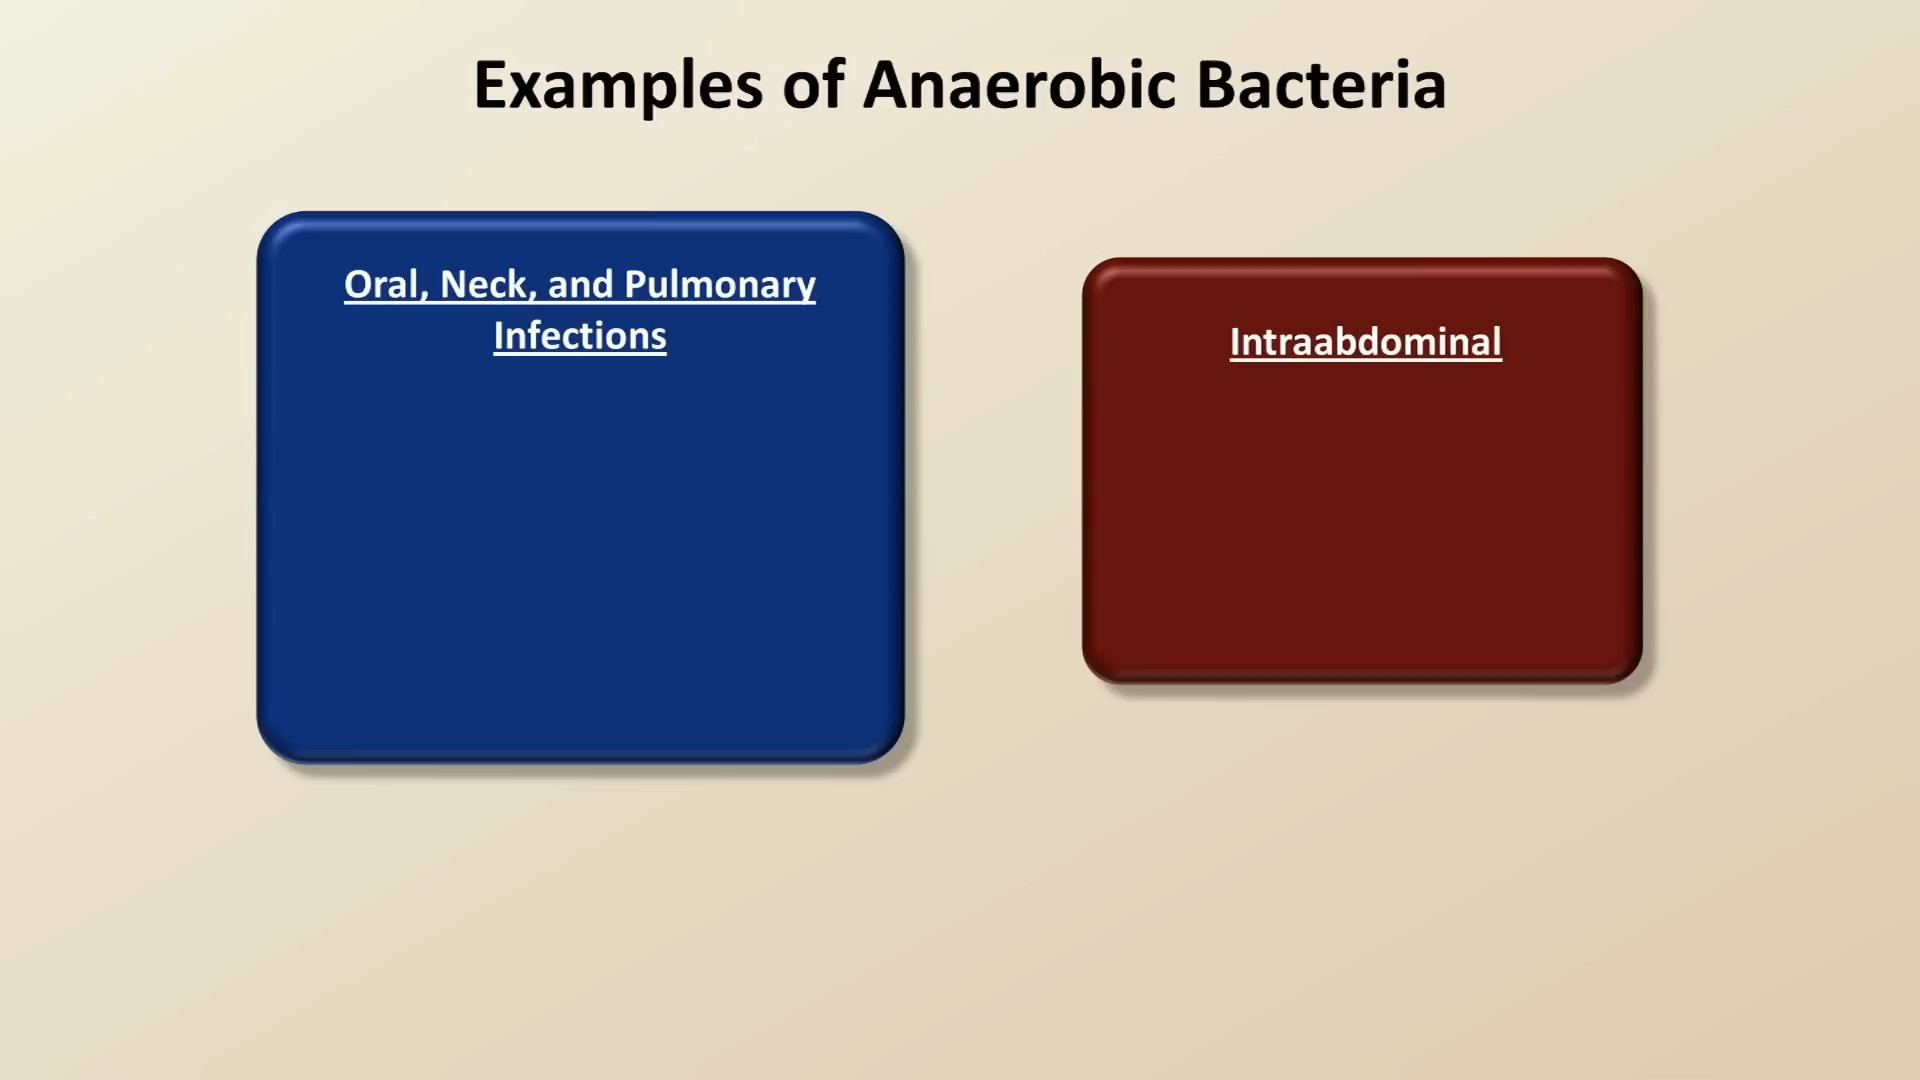 Examples of Anaerobic Bacteria
Oral, Neck, and Pulmonary
Infections
Intraabdominal